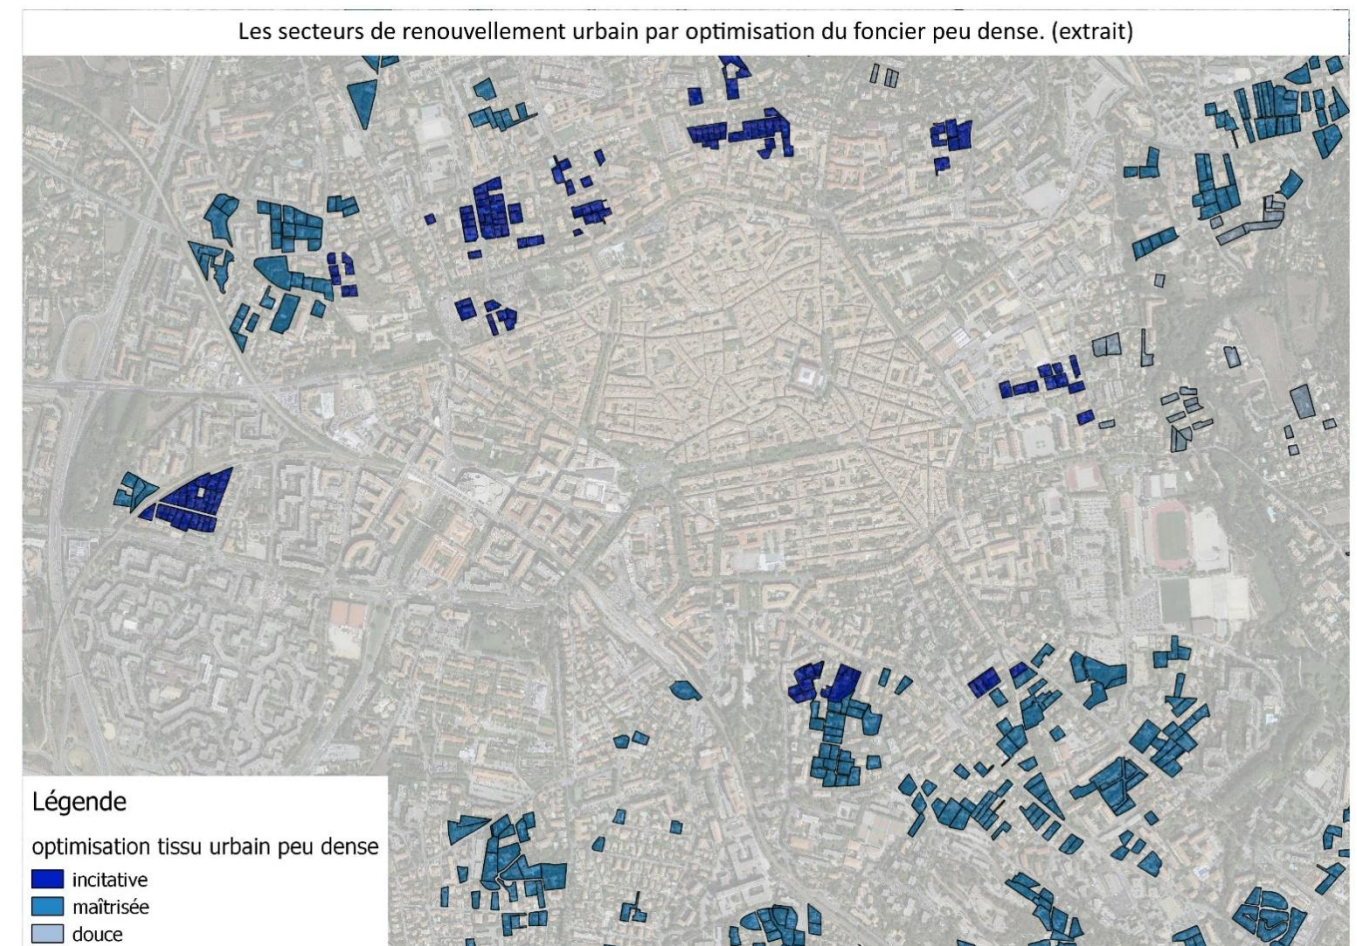 Les secteurs de renouvellement urbain par optimisation du foncier peu dense. (extrait)
Légende
optimisation tissu urbain peu dense
incitative
maîtrisée
douce